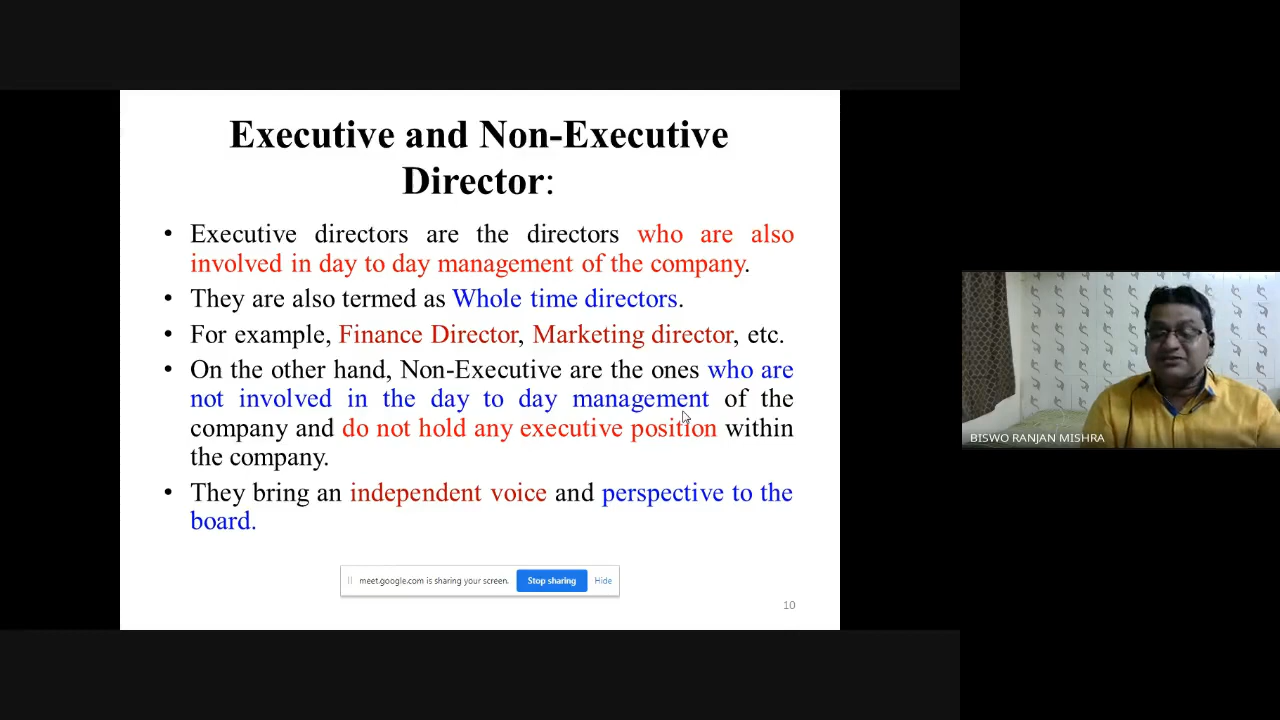 Executive and Non-Executive
Director:
• Executive directors are the directors who are also
involved in day to day management of the company.
• They are also termed as Whole time directors.
• For example, Finance Director, Marketing director, etc.
• On the other hand, Non-Executive are the ones who are
not involved in the day to day management of the
company and do not hold any executive position within
the company.
• They bring an independent voice and perspective to the
board.
meet.google.com is sharing your screen. Stop sharing Hide
10
BISWO RANJAN MISHRA